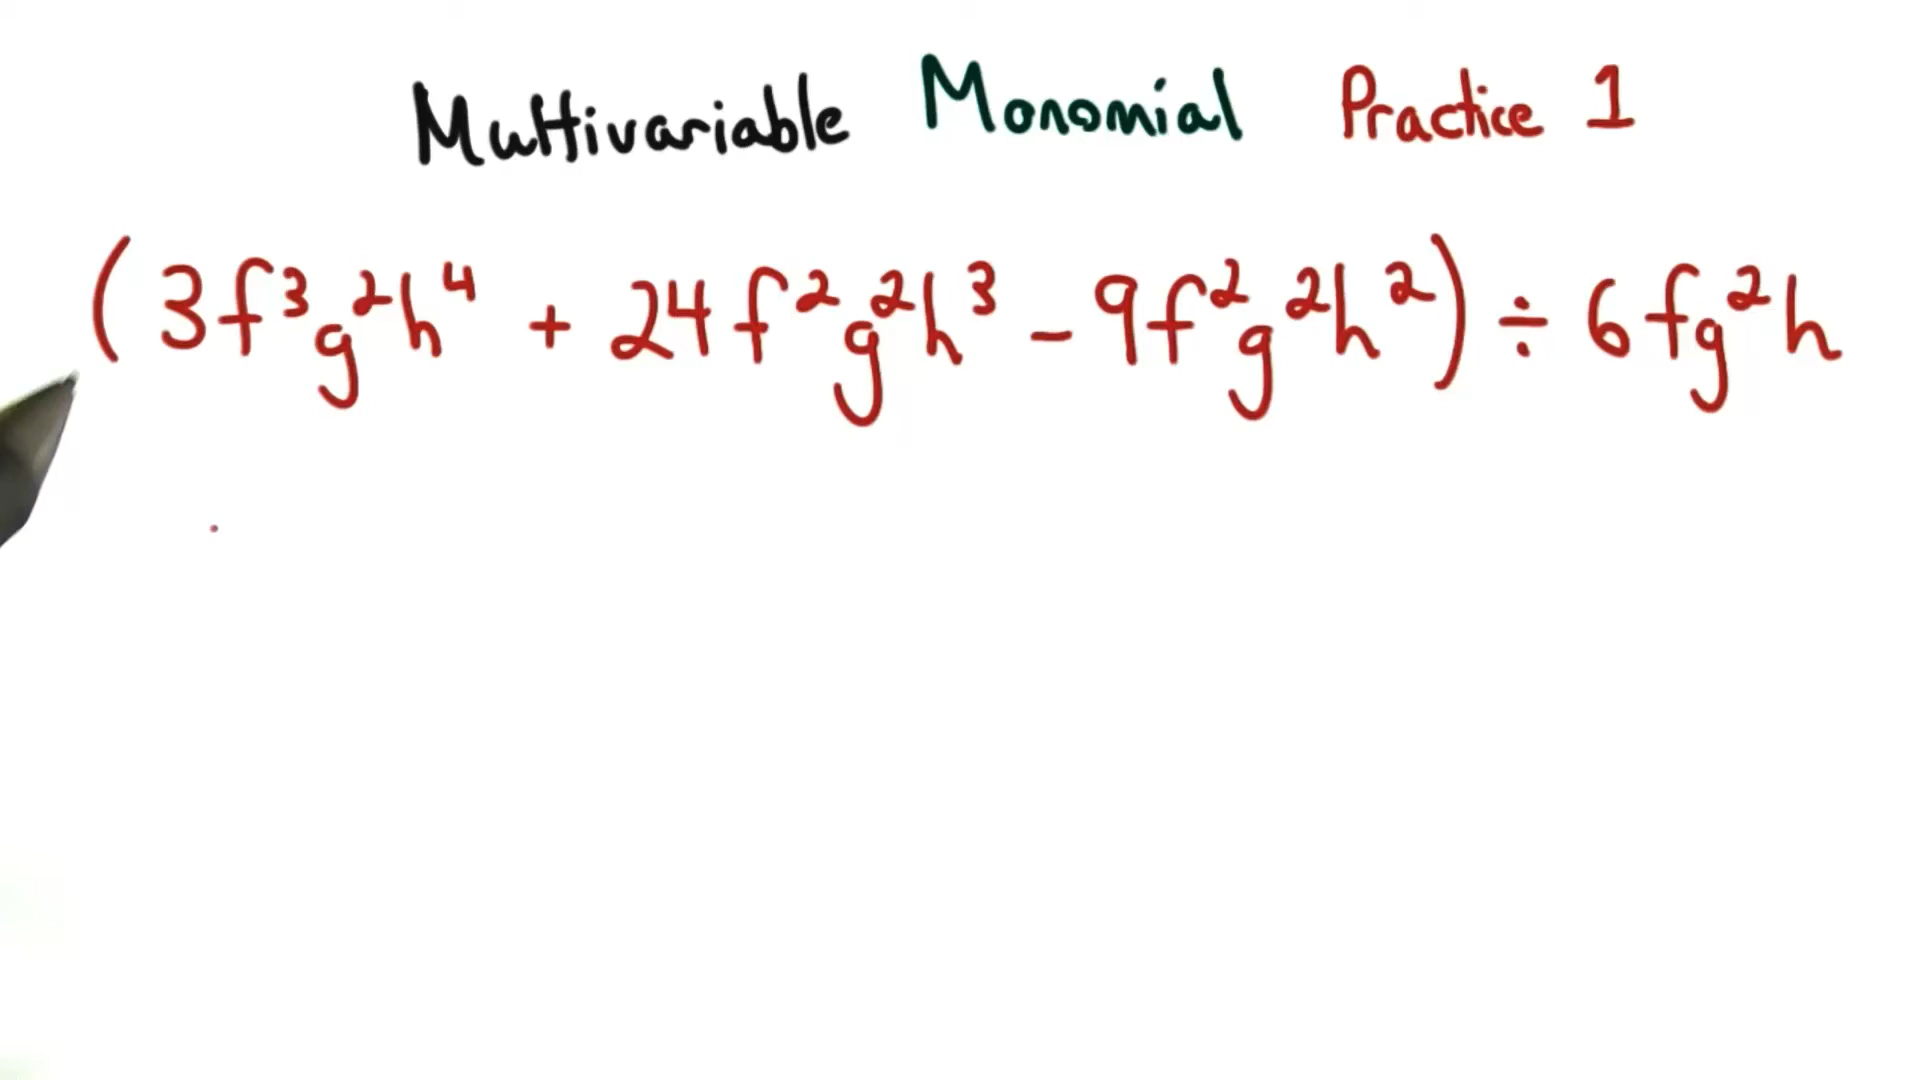 Multivariable Monomial Practice 1
(3f³g²h⁴ + 24f²g²h³ - 9f²g²h²) ÷ 6fg²h